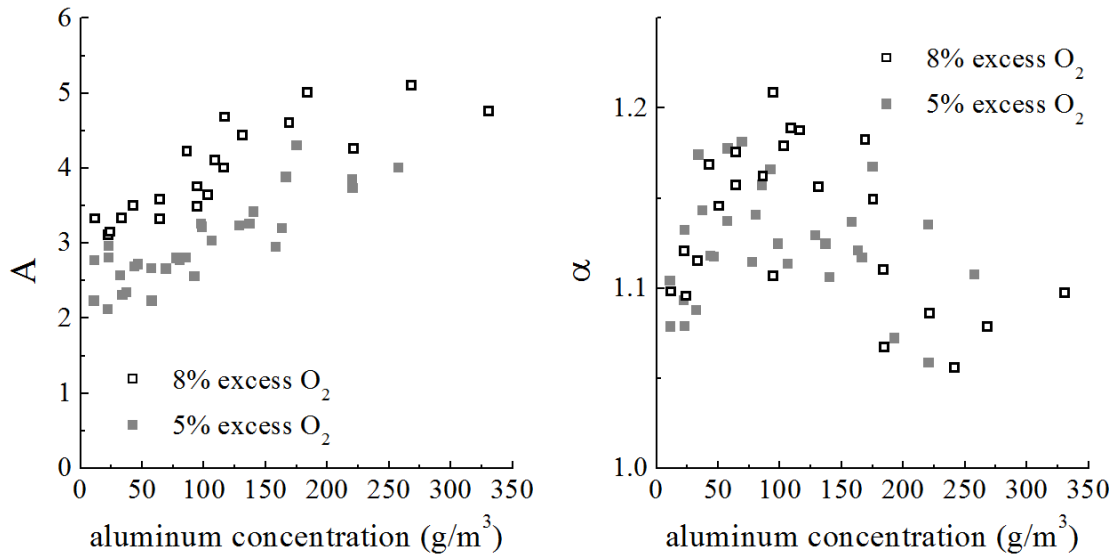 6
5
4
3
2
1
0
A
8% excess O₂
5% excess O₂
0 50 100 150 200 250 300 350
aluminum concentration (g/m³)
1.2
1.1
1.0
α
8% excess O₂
5% excess O₂
0 50 100 150 200 250 300 350
aluminum concentration (g/m³)